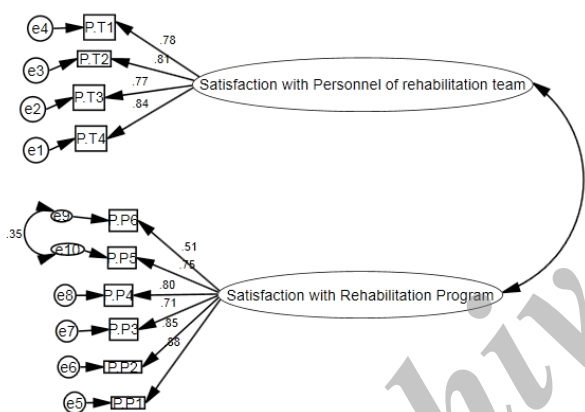 e4 P.T1 .78
e3 P.T2 .81
Satisfaction with Personnel of rehabilitation team
e2 P.T3 .77
e1 P.T4 .84
e9 P.P6 .51
.35
e10 P.P5 .75
e8 P.P4 .80
Satisfaction with Rehabilitation Program
e7 P.P3 .71
e6 P.P2 .85
e5 P.P1 .88
hiv